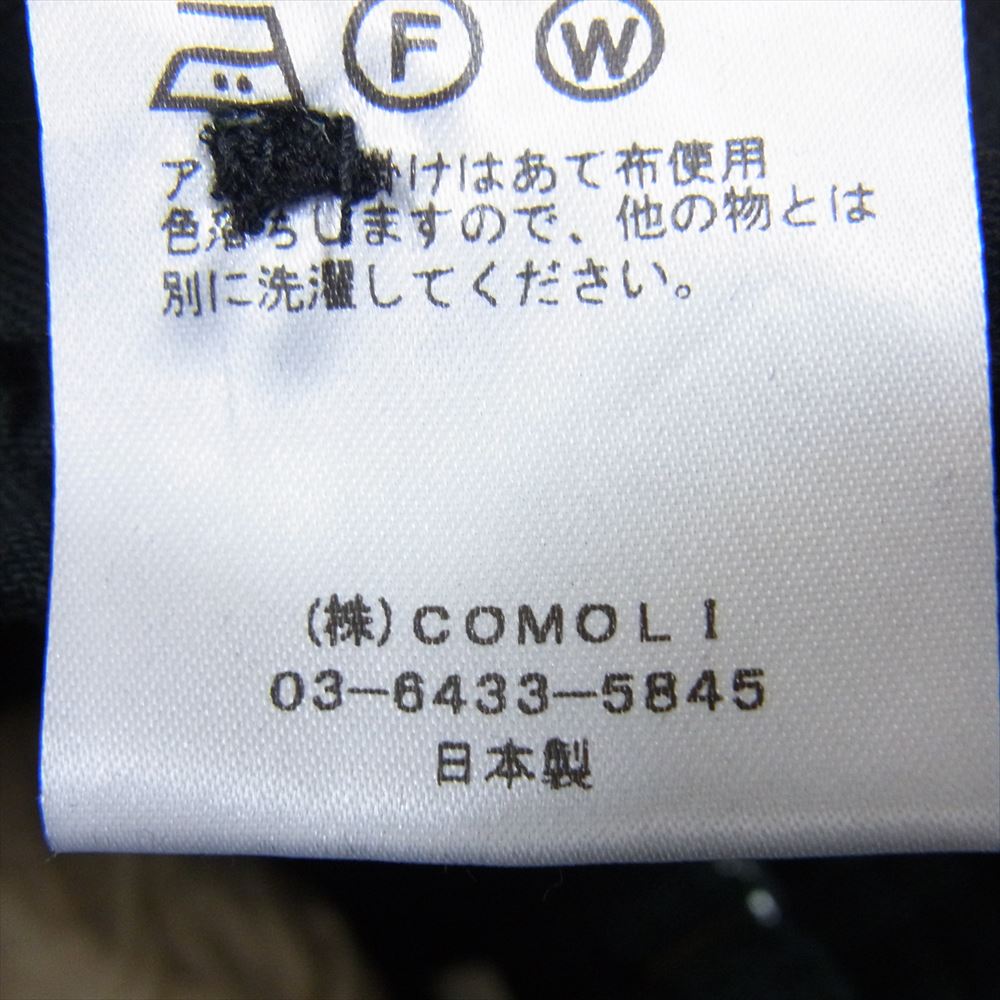 F W
ア 掛けはあて布使用
色落ちしますので、他の物とは
別に洗濯してください。
(株)COMOLI
03-6433-5845
日本製